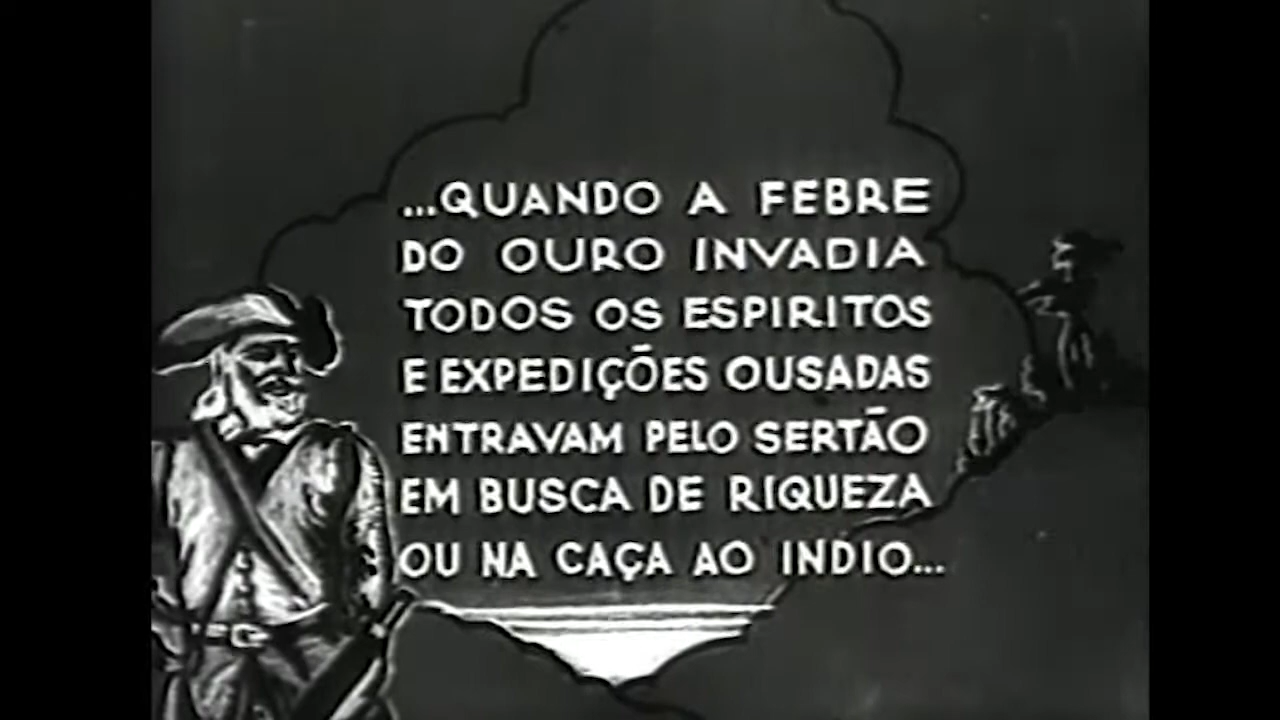 ...QUANDO A FEBRE
DO OURO INVADIA
TODOS OS ESPIRITOS
E EXPEDIÇÕES OUSADAS
ENTRAVAM PELO SERTÃO
EM BUSCA DE RIQUEZA
OU NA CAÇA AO INDIO...